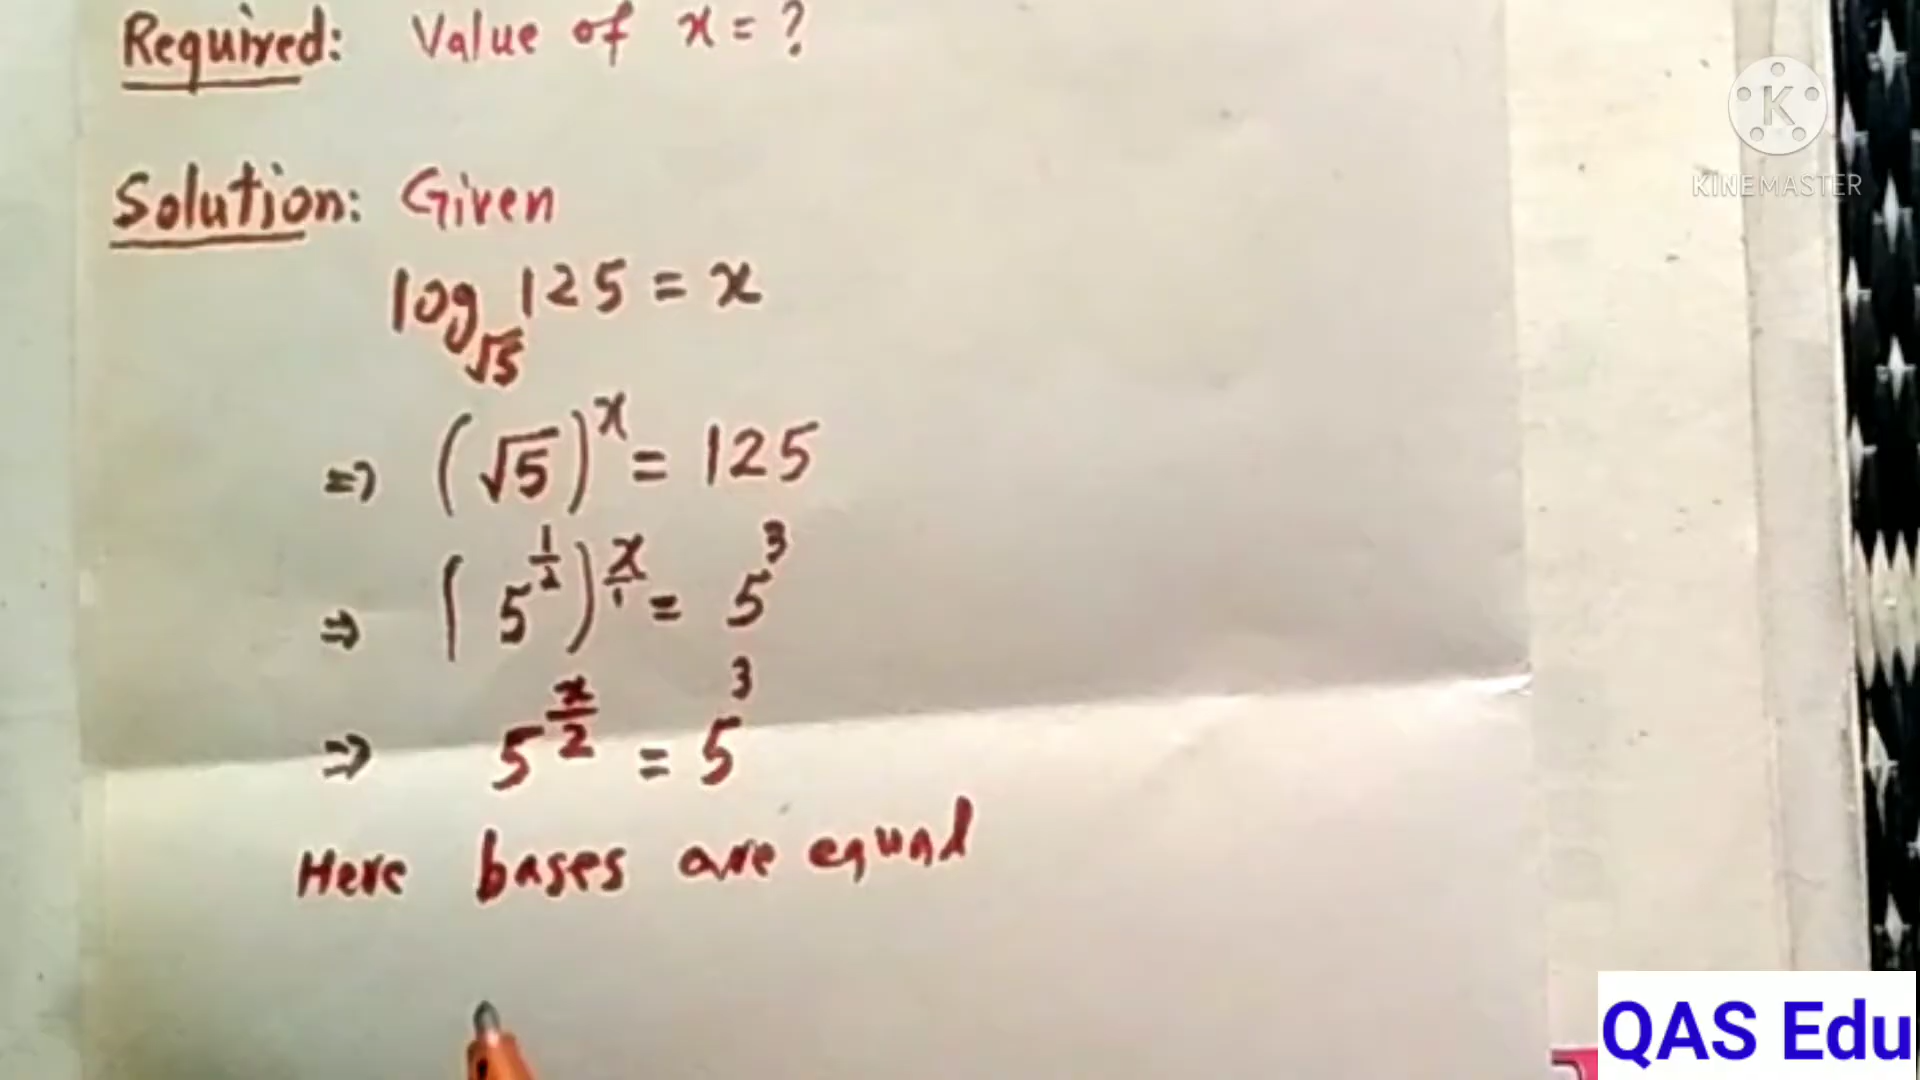 Required: Value of x = ?
KINEMASTER
Solution: Given
log√5 125 = x
⇒ (√5)^x = 125
⇒ (5^(1/2))^(x/1) = 5^3
⇒ 5^(x/2) = 5^3
Here bases are equal
QAS Edu